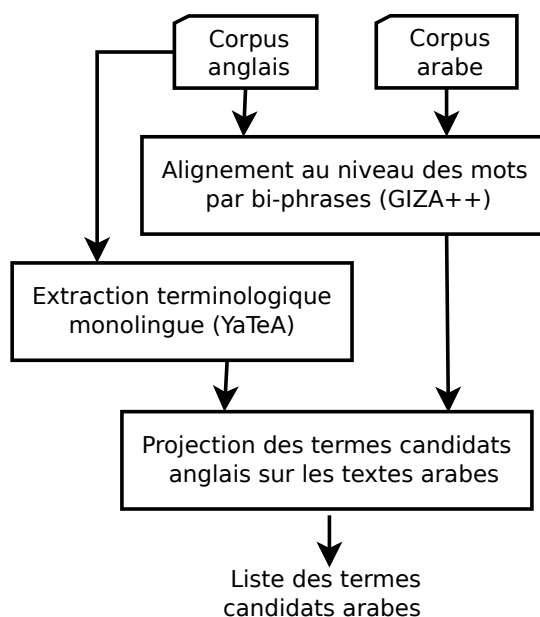 Corpus
anglais
Corpus
arabe
Alignement au niveau des mots
par bi-phrases (GIZA++)
Extraction terminologique
monolingue (YaTeA)
Projection des termes candidats
anglais sur les textes arabes
Liste des termes
candidats arabes